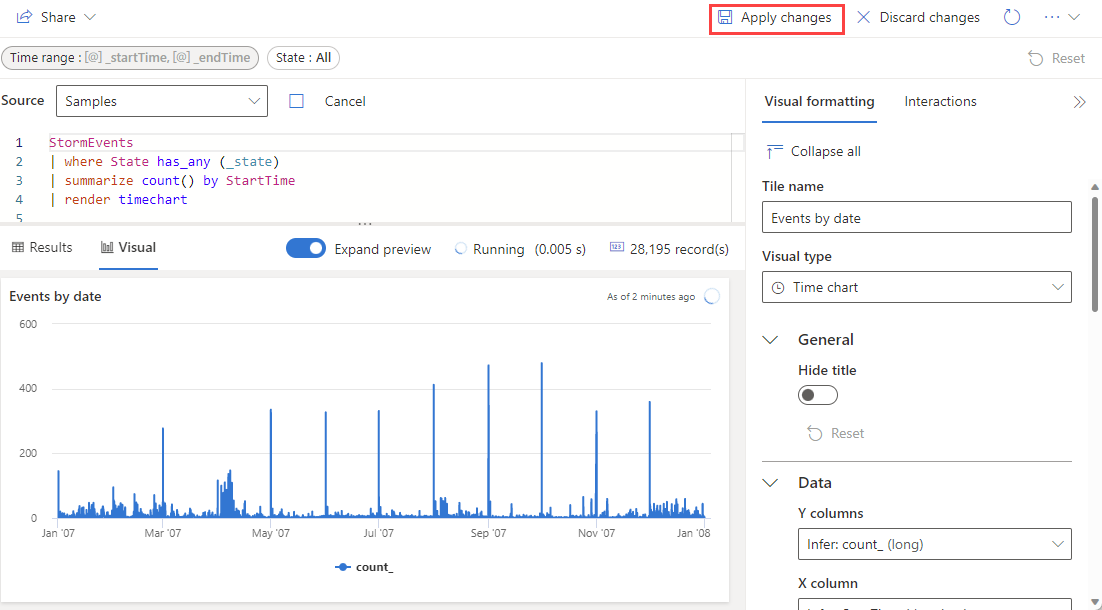 Share
Apply changes
Discard changes
Time range : [@] _startTime, [@] _endTime
State : All
Reset
Source
Samples
Cancel
1 StormEvents
2 | where State has_any (_state)
3 | summarize count() by StartTime
4 | render timechart
5
Results
Visual
Expand preview
Running (0.005 s)
123
28,195 record(s)
Events by date
As of 2 minutes ago
600
400
200
0
Jan '07
Mar '07
May '07
Jul '07
Sep '07
Nov '07
Jan '08
count_
Visual formatting
Interactions
Collapse all
Tile name
Events by date
Visual type
Time chart
General
Hide title
Reset
Data
Y columns
Infer: count_ (long)
X column